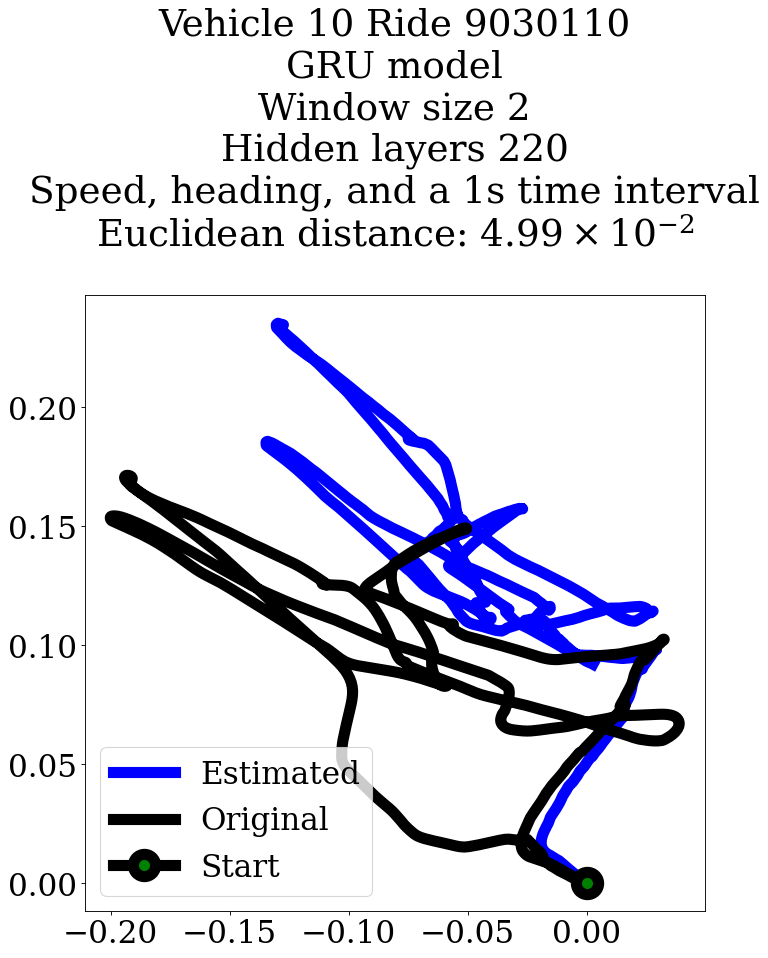 Vehicle 10 Ride 9030110
GRU model
Window size 2
Hidden layers 220
Speed, heading, and a 1s time interval
Euclidean distance: 4.99 × 10⁻²
0.20
0.15
0.10
0.05
0.00
Estimated
Original
Start
−0.20 −0.15 −0.10 −0.05 0.00